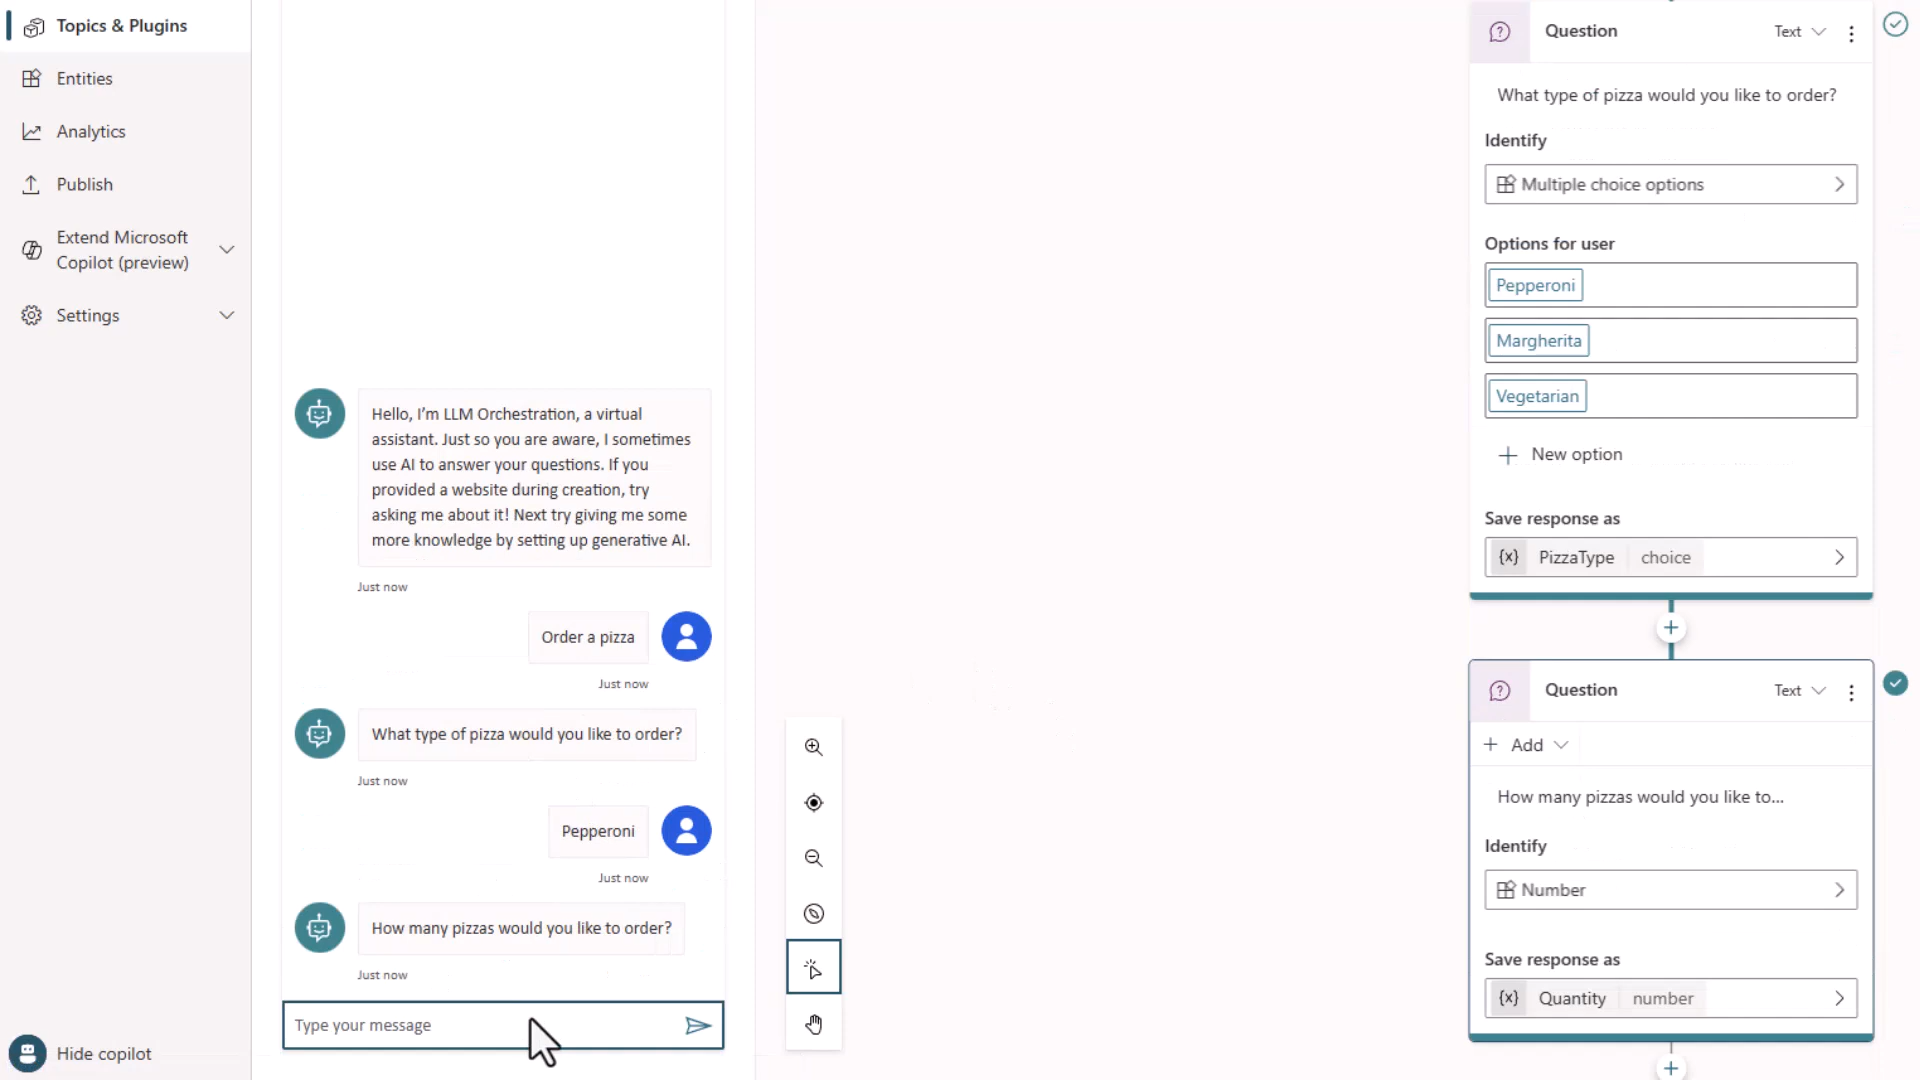 Topics & Plugins
Entities
Analytics
Publish
Extend Microsoft
Copilot (preview)
Settings
Hide copilot
Hello, I'm LLM Orchestration, a virtual
assistant. Just so you are aware, I sometimes
use AI to answer your questions. If you
provided a website during creation, try
asking me about it! Next try giving me some
more knowledge by setting up generative AI.
Just now
Order a pizza
Just now
What type of pizza would you like to order?
Just now
Pepperoni
Just now
How many pizzas would you like to order?
Just now
Type your message
Question
Text
What type of pizza would you like to order?
Identify
Multiple choice options
Options for user
Pepperoni
Margherita
Vegetarian
New option
Save response as
{x} PizzaType choice
Question
Text
Add
How many pizzas would you like to...
Identify
Number
Save response as
{x} Quantity number